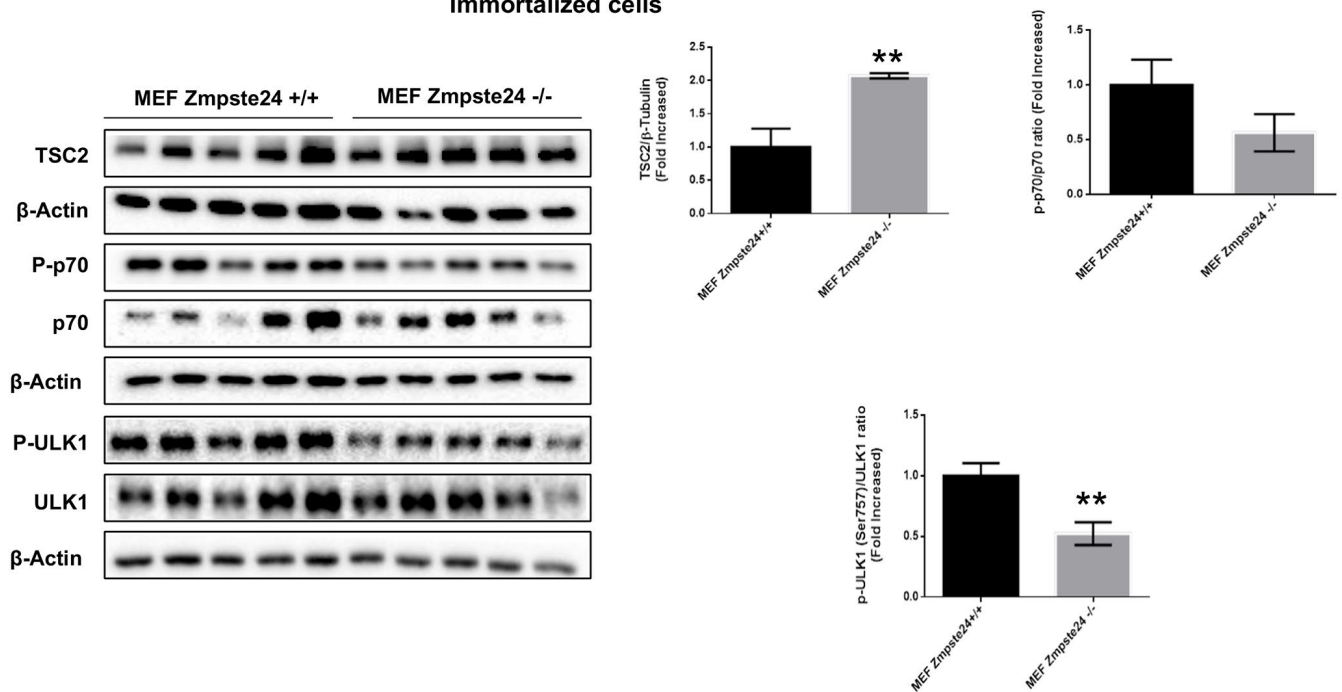 Immortalized cells
MEF Zmpste24 +/+
MEF Zmpste24 -/-
TSC2
β-Actin
P-p70
p70
β-Actin
P-ULK1
ULK1
β-Actin
TSC2/β-Tubulin
(Fold Increased)
2.5
2.0
1.5
1.0
0.5
0.0
**
MEF Zmpste24+/+
MEF Zmpste24 -/-
p-p70/p70 ratio (Fold Increased)
1.5
1.0
0.5
0.0
MEF Zmpste24+/+
MEF Zmpste24 -/-
p-ULK1 (Ser757)/ULK1 ratio
(Fold Increased)
1.5
1.0
0.5
0.0
**
MEF Zmpste24+/+
MEF Zmpste24 -/-